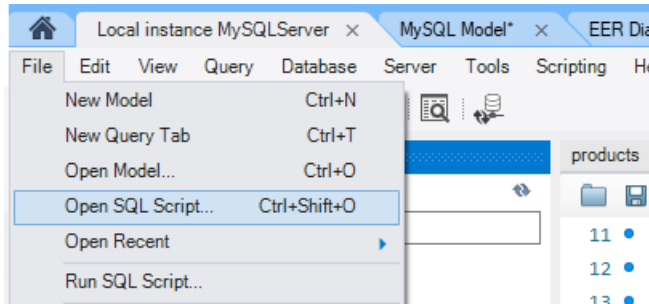 Local instance MySQLServer × MySQL Model* × EER Dia
File Edit View Query Database Server Tools Scripting He
New Model Ctrl+N
New Query Tab Ctrl+T
Open Model... Ctrl+O
products
Open SQL Script... Ctrl+Shift+O
Open Recent
11
12
Run SQL Script...
13